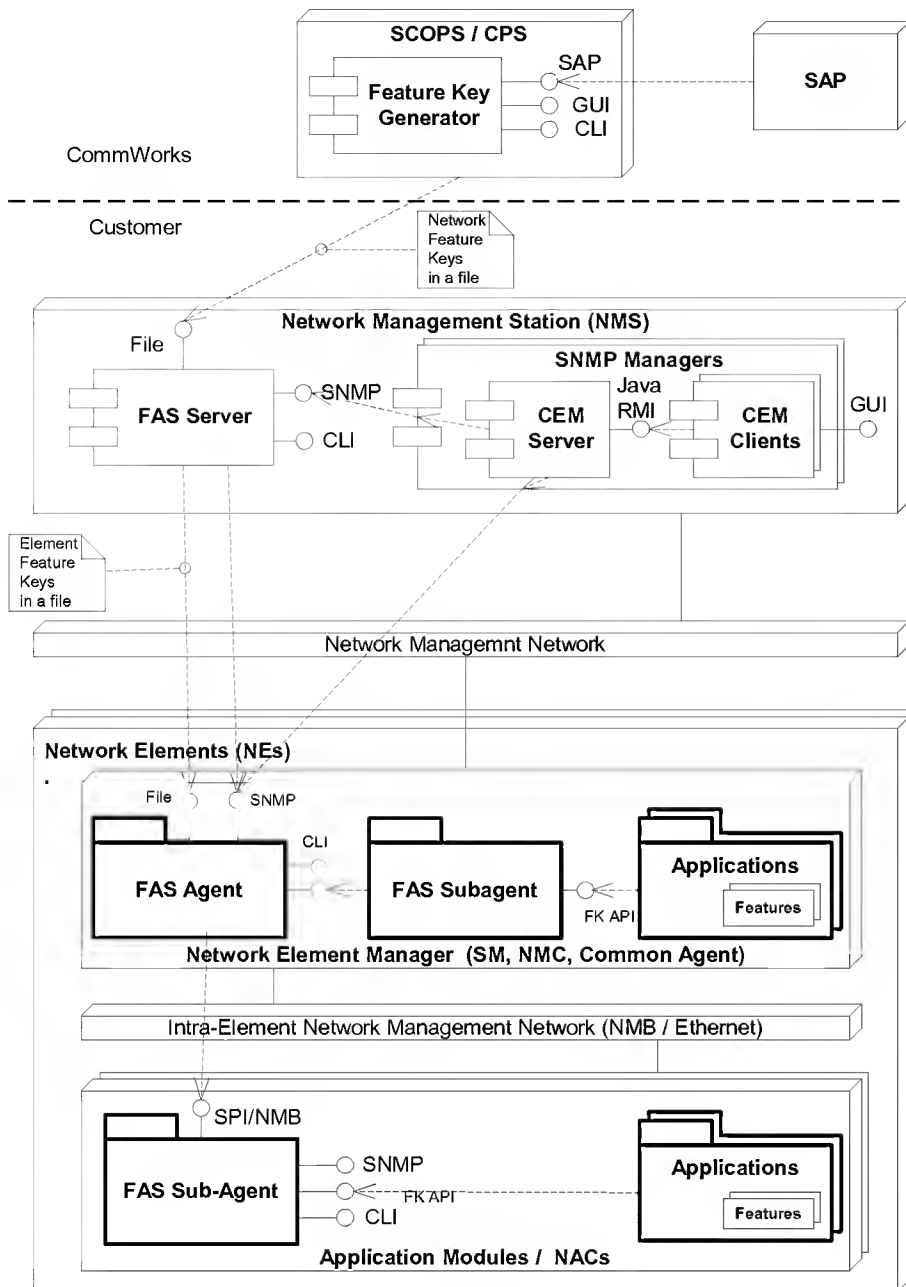 SCOPS / CPS
SAP
Feature Key
Generator
GUI
CLI
SAP
CommWorks
Customer
Network
Feature
Keys
in a file
Network Management Station (NMS)
File
SNMP Managers
FAS Server
SNMP
CLI
CEM
Server
Java
RMI
CEM
Clients
GUI
Element
Feature
Keys
in a file
Network Managemnt Network
Network Elements (NEs)
.
File
SNMP
CLI
FAS Agent
FAS Subagent
FK API
Applications
Features
Network Element Manager (SM, NMC, Common Agent)
Intra-Element Network Management Network (NMB / Ethernet)
SPI/NMB
FAS Sub-Agent
SNMP
FK API
CLI
Applications
Features
Application Modules / NACs